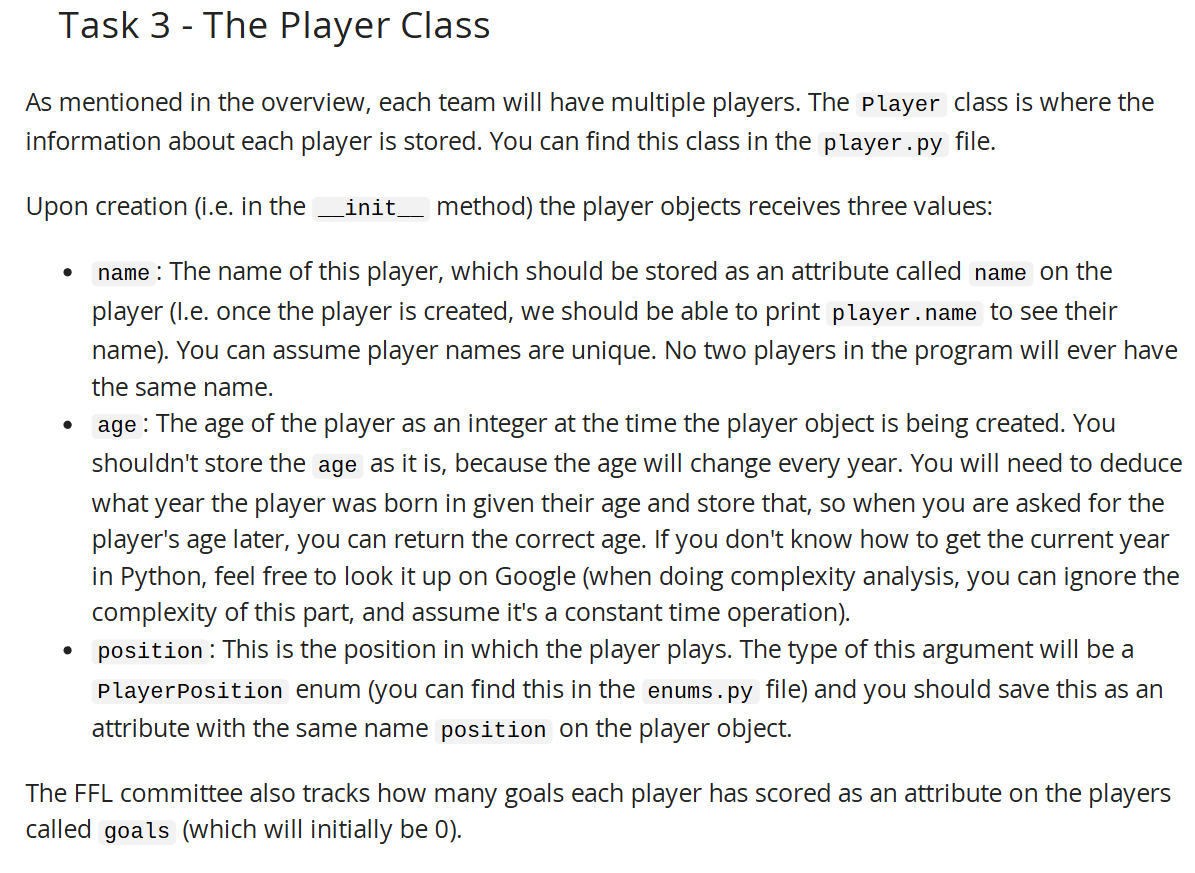 Task 3 - The Player Class
As mentioned in the overview, each team will have multiple players. The Player class is where the
information about each player is stored. You can find this class in the player.py file.
Upon creation (i.e. in the __init__ method) the player objects receives three values:
• name: The name of this player, which should be stored as an attribute called name on the
player (I.e. once the player is created, we should be able to print player.name to see their
name). You can assume player names are unique. No two players in the program will ever have
the same name.
• age: The age of the player as an integer at the time the player object is being created. You
shouldn't store the age as it is, because the age will change every year. You will need to deduce
what year the player was born in given their age and store that, so when you are asked for the
player's age later, you can return the correct age. If you don't know how to get the current year
in Python, feel free to look it up on Google (when doing complexity analysis, you can ignore the
complexity of this part, and assume it's a constant time operation).
• position: This is the position in which the player plays. The type of this argument will be a
PlayerPosition enum (you can find this in the enums.py file) and you should save this as an
attribute with the same name position on the player object.
The FFL committee also tracks how many goals each player has scored as an attribute on the players
called goals (which will initially be 0).